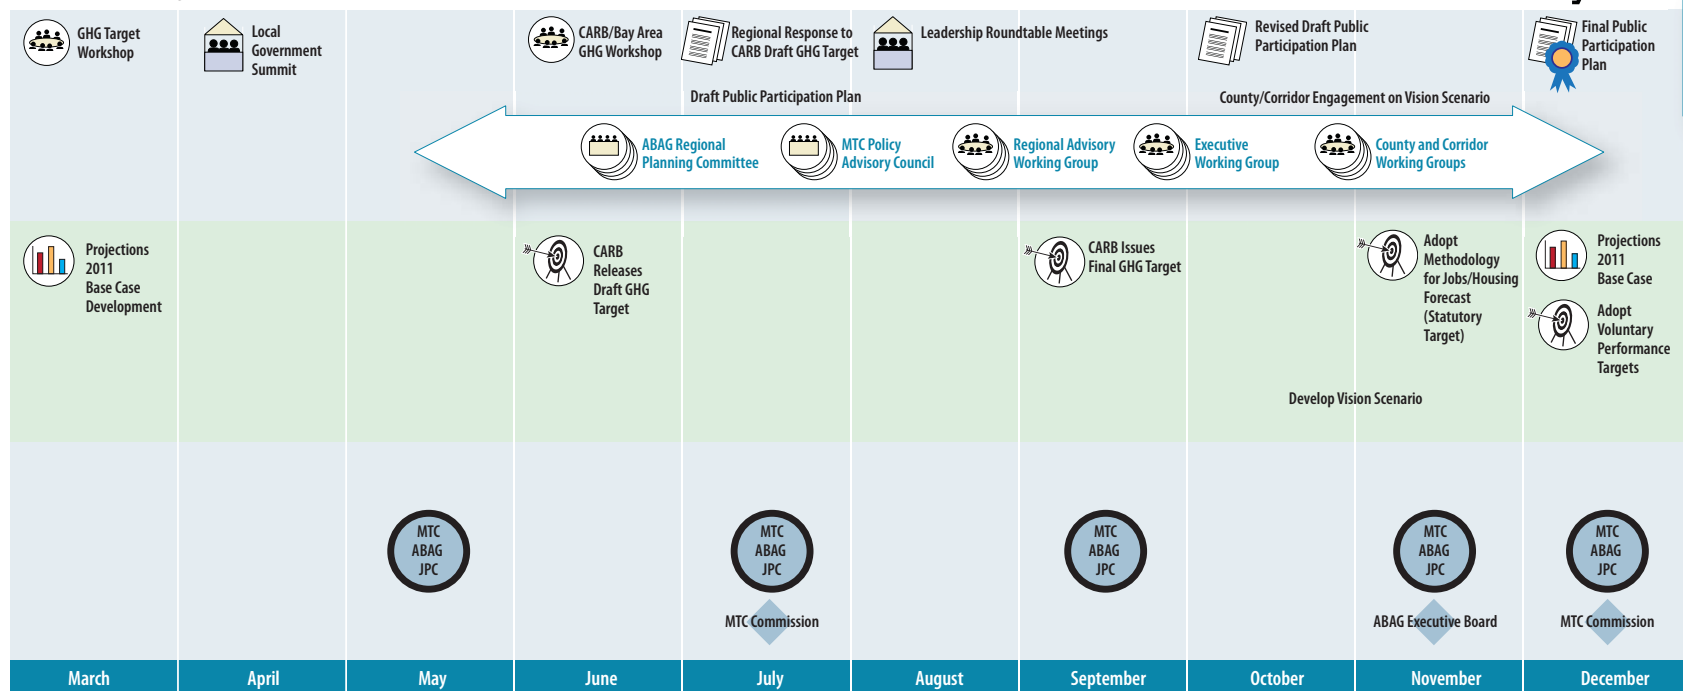 GHG Target
Workshop
Local
Government
Summit
CARB/Bay Area
GHG Workshop
Regional Response to
CARB Draft GHG Target
Leadership Roundtable Meetings
Revised Draft Public
Participation Plan
Final Public
Participation
Plan
Draft Public Participation Plan
County/Corridor Engagement on Vision Scenario
ABAG Regional
Planning Committee
MTC Policy
Advisory Council
Regional Advisory
Working Group
Executive
Working Group
County and Corridor
Working Groups
Projections
2011
Base Case
Development
CARB
Releases
Draft GHG
Target
CARB Issues
Final GHG Target
Adopt
Methodology
for Jobs/Housing
Forecast
(Statutory
Target)
Projections
2011
Base Case
Adopt
Voluntary
Performance
Targets
Develop Vision Scenario
MTC
ABAG
JPC
MTC
ABAG
JPC
MTC
ABAG
JPC
MTC
ABAG
JPC
MTC
ABAG
JPC
MTC Commission
ABAG Executive Board
MTC Commission
March
April
May
June
July
August
September
October
November
December